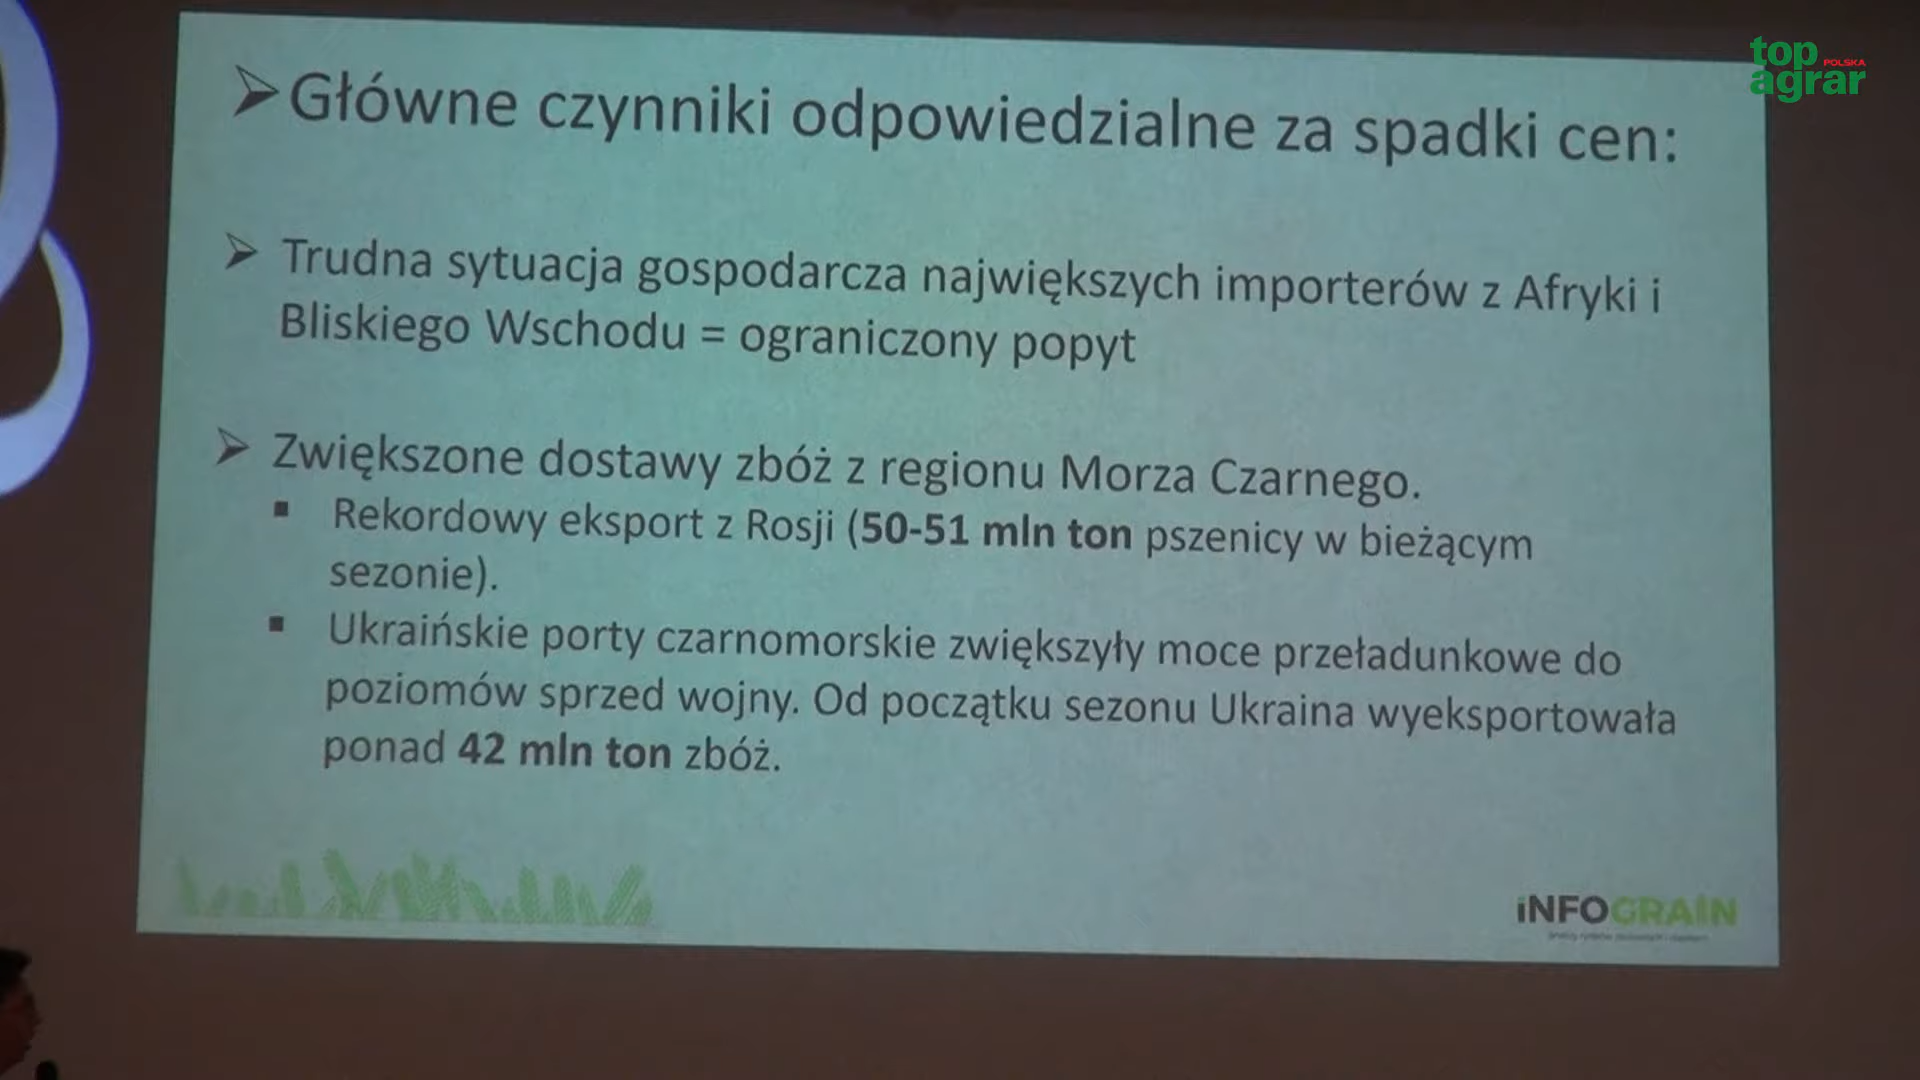 top
POLSKA
agrar
Główne czynniki odpowiedzialne za spadki cen:
Trudna sytuacja gospodarcza największych importerów z Afryki i
Bliskiego Wschodu = ograniczony popyt
Zwiększone dostawy zbóż z regionu Morza Czarnego.
Rekordowy eksport z Rosji (50-51 mln ton pszenicy w bieżącym
sezonie).
Ukraińskie porty czarnomorskie zwiększyły moce przeładunkowe do
poziomów sprzed wojny. Od początku sezonu Ukraina wyeksportowała
ponad 42 mln ton zbóż.
iNFOGRAIN